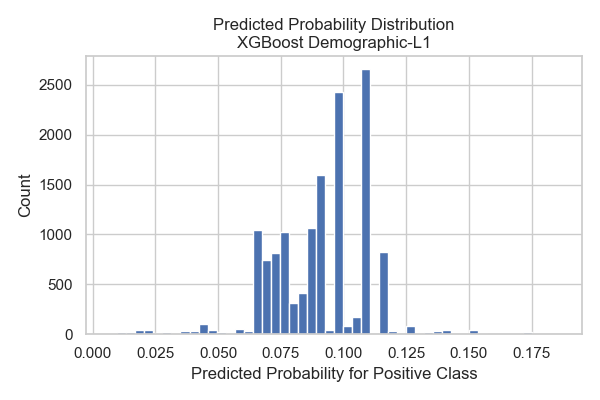 Predicted Probability Distribution
XGBoost Demographic-L1
2500
2000
1500
1000
500
0
Count
0.000 0.025 0.050 0.075 0.100 0.125 0.150 0.175
Predicted Probability for Positive Class